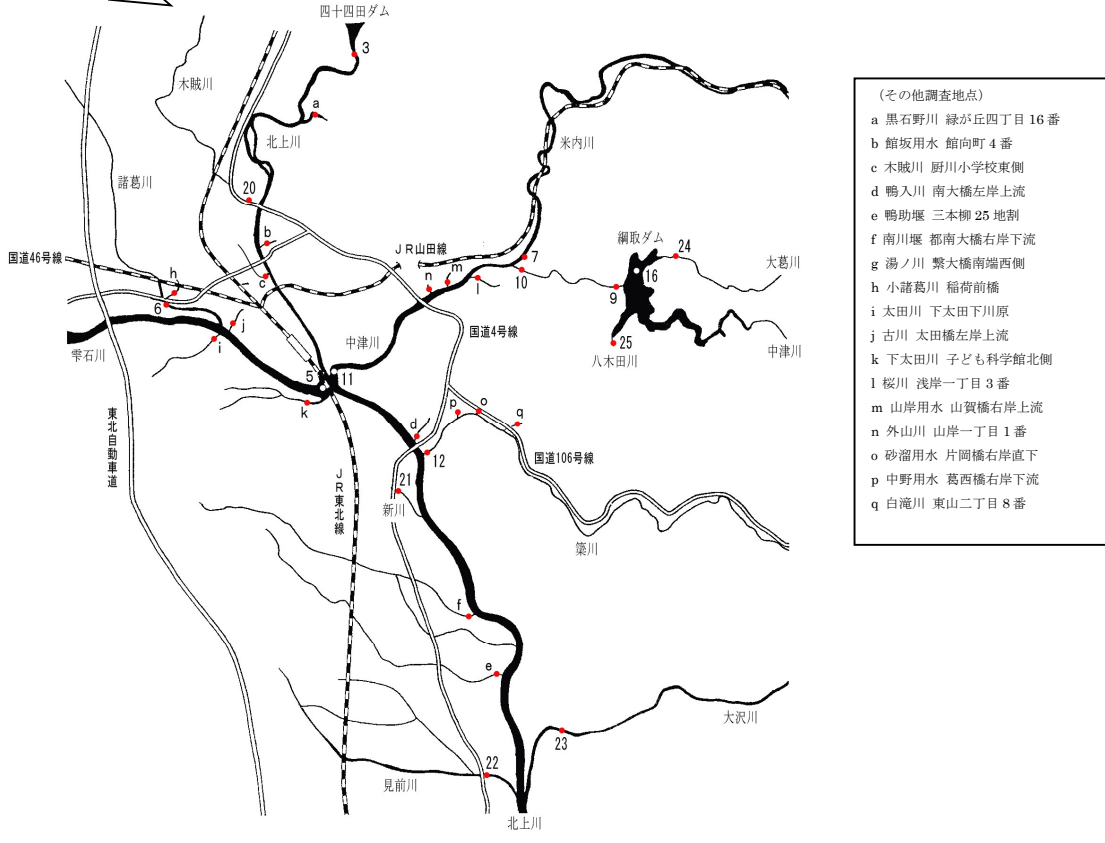 四十四田ダム
3
木賊川
a
北上川
米内川
諸葛川
20
b
JR山田線
綱取ダム
24
国道46号線
大葛川
h
c
n
m
7
l
10
16
9
6
j
国道4号線
中津川
25
中津川
雫石川
i
八木田川
5
11
k
p
o
q
d
東北自動車道
12
国道106号線
JR東北線
21
新川
簗川
f
e
大沢川
23
22
見前川
北上川
(その他調査地点)
a 黒石野川 緑が丘四丁目16番
b 館坂用水 館向町4番
c 木賊川 厨川小学校東側
d 鴨入川 南大橋左岸上流
e 鴨助堰 三本柳25地割
f 南川堰 都南大橋右岸下流
g 湯ノ川 繋大橋南端西側
h 小諸葛川 稲荷前橋
i 太田川 下太田下川原
j 古川 太田橋左岸上流
k 下太田川 子ども科学館北側
l 桜川 浅岸一丁目3番
m 山岸用水 山賀橋右岸上流
n 外山川 山岸一丁目1番
o 砂溜用水 片岡橋右岸直下
p 中野用水 葛西橋右岸下流
q 白滝川 東山二丁目8番